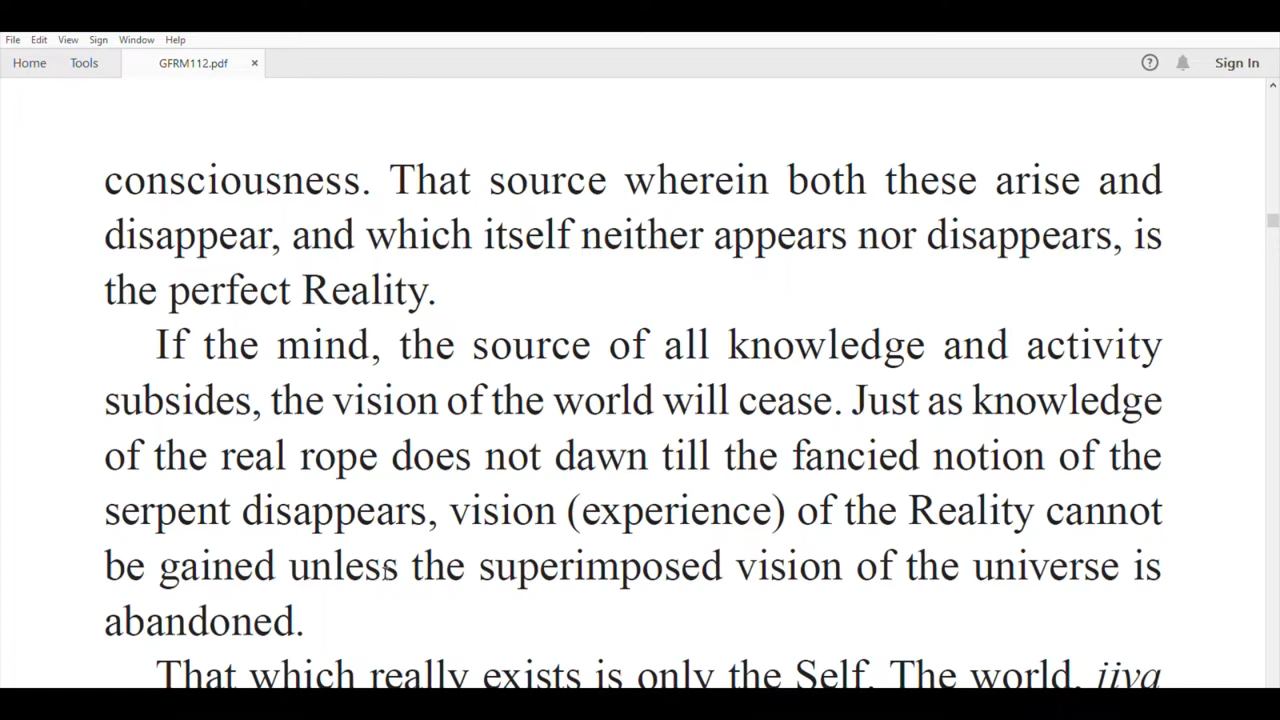 File Edit View Sign Window Help
Home Tools GFRM112.pdf × ? Sign In
consciousness. That source wherein both these arise and
disappear, and which itself neither appears nor disappears, is
the perfect Reality.
If the mind, the source of all knowledge and activity
subsides, the vision of the world will cease. Just as knowledge
of the real rope does not dawn till the fancied notion of the
serpent disappears, vision (experience) of the Reality cannot
be gained unless the superimposed vision of the universe is
abandoned.
That which really exists is only the Self. The world, jiva